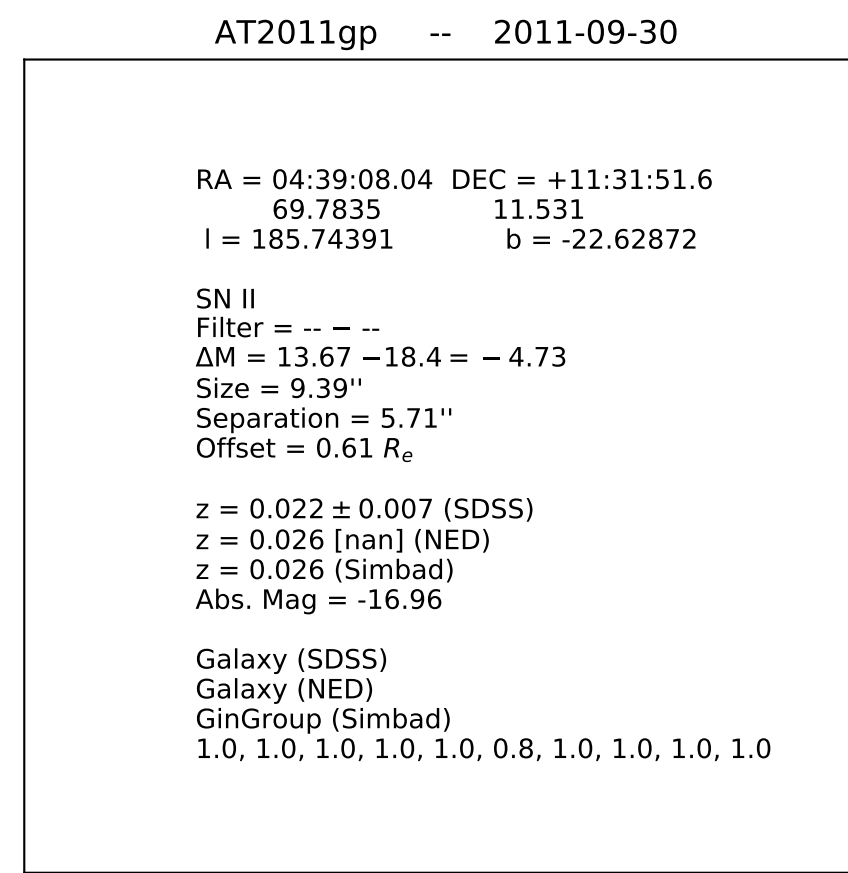 AT2011gp -- 2011-09-30
RA = 04:39:08.04 DEC = +11:31:51.6
69.7835 11.531
l = 185.74391 b = -22.62872
SN II
Filter = -- − --
ΔM = 13.67 −18.4 = − 4.73
Size = 9.39''
Separation = 5.71''
Offset = 0.61 Rₑ
z = 0.022 ± 0.007 (SDSS)
z = 0.026 [nan] (NED)
z = 0.026 (Simbad)
Abs. Mag = -16.96
Galaxy (SDSS)
Galaxy (NED)
GinGroup (Simbad)
1.0, 1.0, 1.0, 1.0, 1.0, 0.8, 1.0, 1.0, 1.0, 1.0